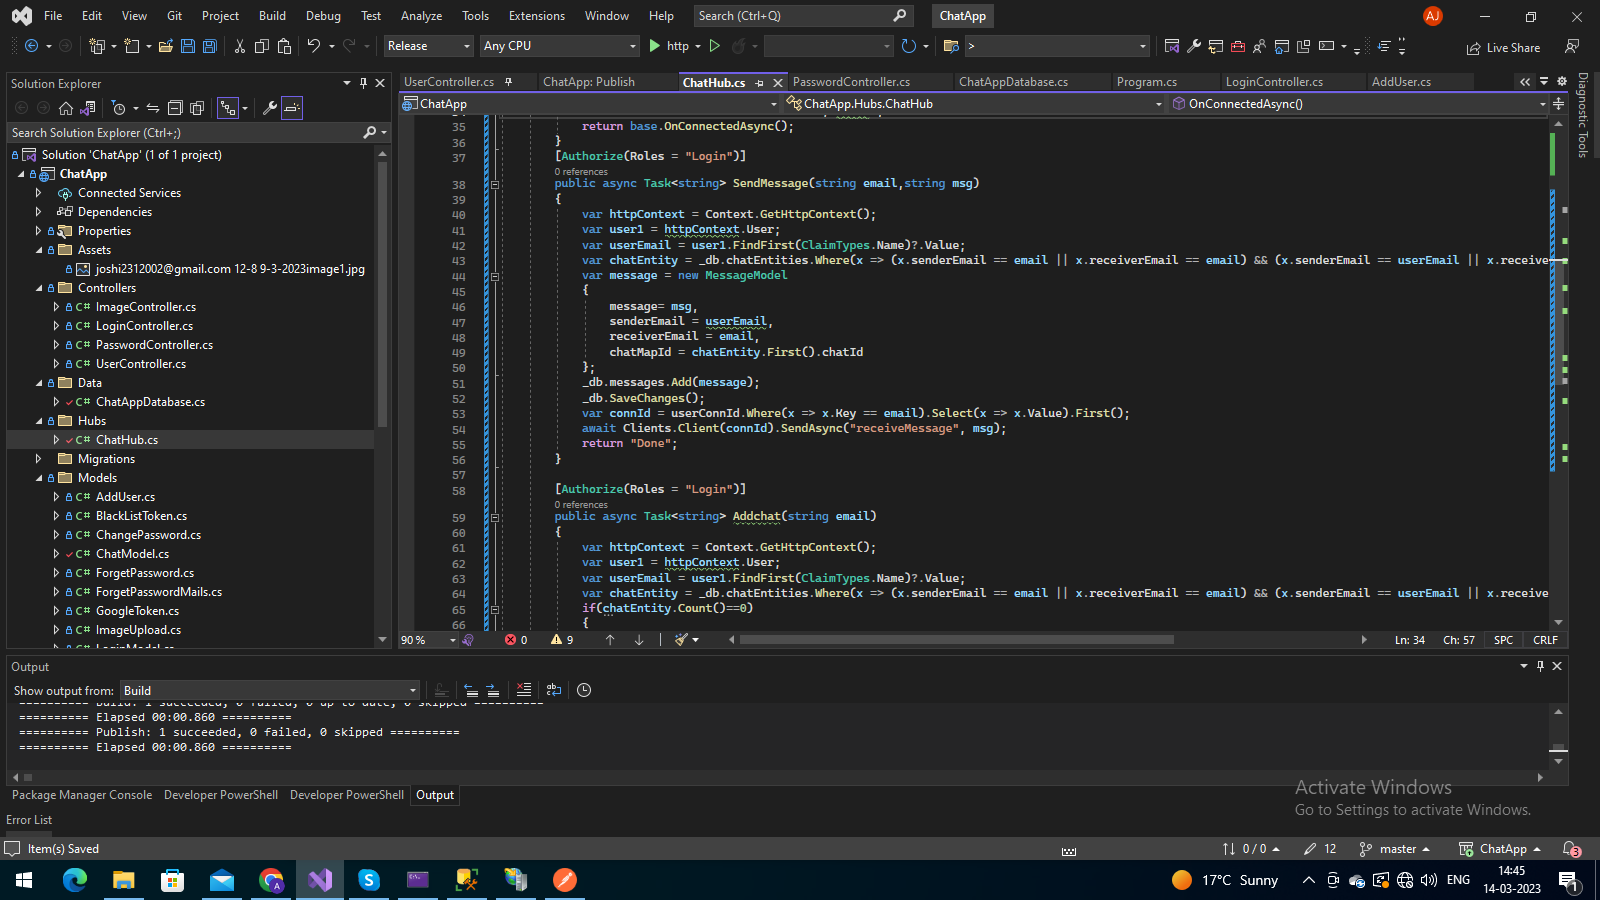 File Edit View Git Project Build Debug Test Analyze Tools Extensions Window Help Search (Ctrl+Q) ChatApp AJ
Release Any CPU http > Live Share
Solution Explorer
Search Solution Explorer (Ctrl+;)
Solution 'ChatApp' (1 of 1 project)
ChatApp
Connected Services
Dependencies
Properties
Assets
joshi2312002@gmail.com 12-8 9-3-2023image1.jpg
Controllers
C# ImageController.cs
C# LoginController.cs
C# PasswordController.cs
C# UserController.cs
Data
C# ChatAppDatabase.cs
Hubs
C# ChatHub.cs
Migrations
Models
C# AddUser.cs
C# BlackListToken.cs
C# ChangePassword.cs
C# ChatModel.cs
C# ForgetPassword.cs
C# ForgetPasswordMails.cs
C# GoogleToken.cs
C# ImageUpload.cs
UserController.cs ChatApp: Publish ChatHub.cs PasswordController.cs ChatAppDatabase.cs Program.cs LoginController.cs AddUser.cs
ChatApp ChatApp.Hubs.ChatHub OnConnectedAsync()
35 return base.OnConnectedAsync();
36 }
37 [Authorize(Roles = "Login")]
0 references
38 public async Task<string> SendMessage(string email,string msg)
39 {
40 var httpContext = Context.GetHttpContext();
41 var user1 = httpContext.User;
42 var userEmail = user1.FindFirst(ClaimTypes.Name)?.Value;
43 var chatEntity = _db.chatEntities.Where(x => (x.senderEmail == email || x.receiverEmail == email) && (x.senderEmail == userEmail || x.receive
44 var message = new MessageModel
45 {
46 message= msg,
47 senderEmail = userEmail,
48 receiverEmail = email,
49 chatMapId = chatEntity.First().chatId
50 };
51 _db.messages.Add(message);
52 _db.SaveChanges();
53 var connId = userConnId.Where(x => x.Key == email).Select(x => x.Value).First();
54 await Clients.Client(connId).SendAsync("receiveMessage", msg);
55 return "Done";
56 }
57
58 [Authorize(Roles = "Login")]
0 references
59 public async Task<string> Addchat(string email)
60 {
61 var httpContext = Context.GetHttpContext();
62 var user1 = httpContext.User;
63 var userEmail = user1.FindFirst(ClaimTypes.Name)?.Value;
64 var chatEntity = _db.chatEntities.Where(x => (x.senderEmail == email || x.receiverEmail == email) && (x.senderEmail == userEmail || x.receive
65 if(chatEntity.Count()==0)
66 {
90 % 0 9 Ln: 34 Ch: 57 SPC CRLF
Diagnostic Tools
Output
Show output from: Build
========== Build: 1 succeeded, 0 failed, 0 up to date, 0 skipped ==========
========== Elapsed 00:00.860 ==========
========== Publish: 1 succeeded, 0 failed, 0 skipped ==========
========== Elapsed 00:00.860 ==========
Package Manager Console Developer PowerShell Developer PowerShell Output
Error List
Activate Windows
Go to Settings to activate Windows.
Item(s) Saved 0 / 0 12 master ChatApp 3
17°C Sunny ENG 14:45
14-03-2023 1